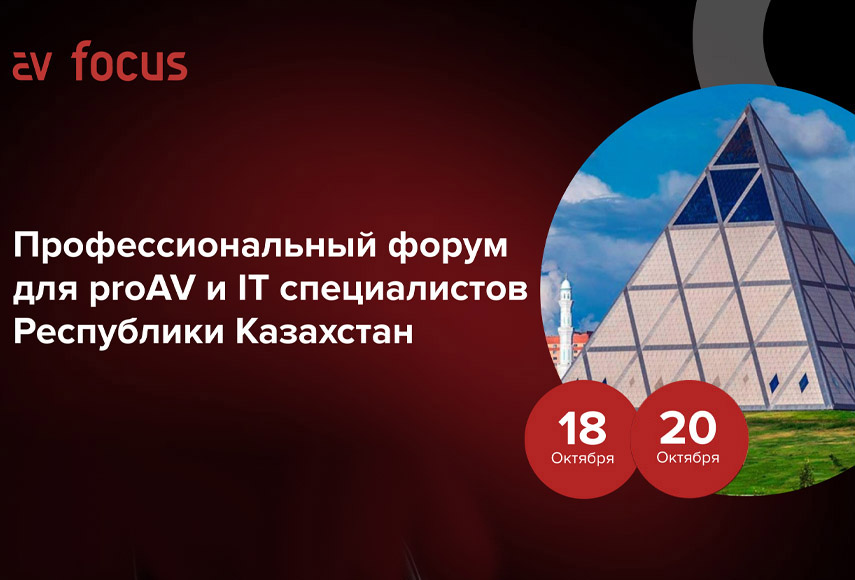 av focus
Профессиональный форум
для proAV и IT специалистов
Республики Казахстан
18
Октября
20
Октября